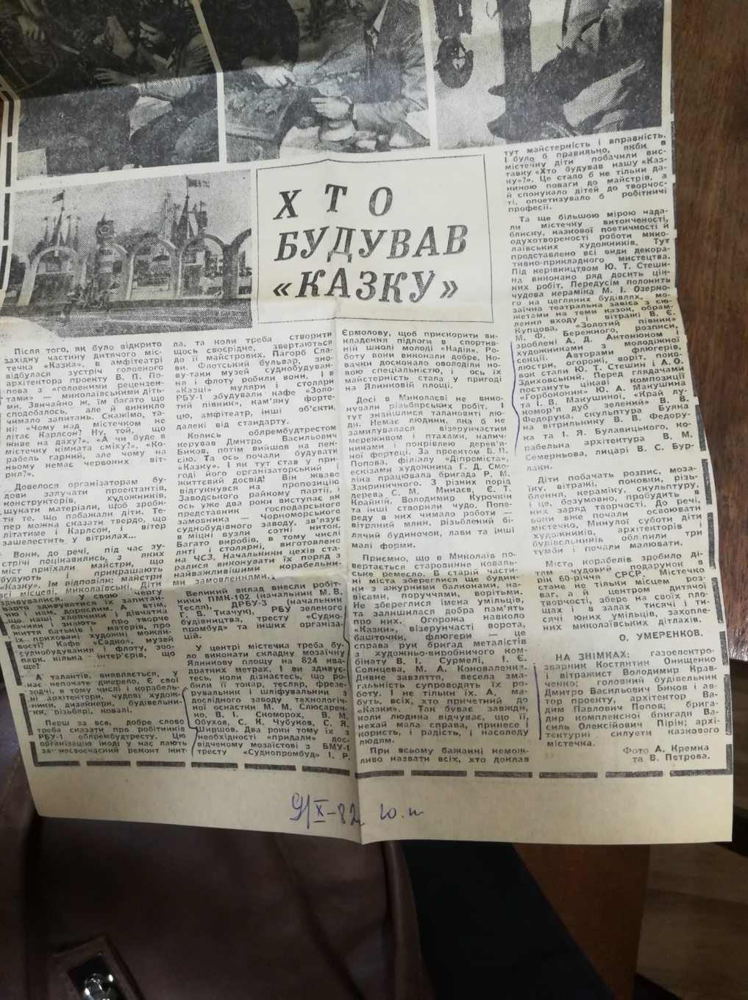 ХТО
БУДУВАВ
«КАЗКУ»
Після того, як було відкрито
західну частину дитячого міс-
течка «Казка», в амфітеатрі
відбулася зустріч головного
архітектора проекту В. П. По-
пова з «головними рецензен-
тами» — миколаївськими діть-
ми. Звичайно ж, їм багато що
сподобалось, але й виникло
чимало запитань. Скажімо, та-
кі: «Чому над містечком не
літає Карлсон? Ну, той, що
живе на даху?». «А чи буде в
містечку кімната сміху?», «Ко-
рабель гарний, але чому на
ньому немає червоних віт-
рил?».
Довелося організаторам бу-
дови залучати проектантів,
конструкторів, художників,
шукати матеріали, щоб зроби-
ти те, що побажали діти. Те-
пер можна сказати твердо, що
літатиме і Карлсон, і вітер
зашелестить у вітрилах...
Вони, до речі, під час зу-
стрічі поцікавились, з яких
міст приїхали майстри, що
будують і прикрашають
«Казку». Їм відповіли: майстри
всі місцеві, миколаївські. Діти
здивувалися. У свою чергу
варто здивуватися їх запитан-
ню і нам, дорослим. А втім,
що наші хлопчики і дівчатка
бачили і знають про творче
життя батьків і матерів, про
їх приховані художні можли-
вості? Кафе «Садко», музей
суднобудування і флоту, зоо-
парк, кілька інтер'єрів, що
ще?
А талантів, виявляється, у
нас непочате джерело. Є свої
зодчі, в тому числі і корабель-
ні архітектори, чудові худож-
ники, дизайнери, будівельни-
ки, різьбярі, ковалі.
Перш за все, добре слово
треба сказати про робітників
РБУ-1 облрембудтресту. Цю
організацію іноді у нас лають
за несвоєчасний ремонт жит-
ла, та коли треба створити
щось своєрідне, звертаються
до її майстрових. Пагорб Сла-
ви, Флотський бульвар, зно-
ву-таки музей суднобудуван-
ня і флоту робили вони. І в
«Казці» муляри і столяри
РБУ-1 збудували кафе «Золо-
тий півник», кам'яну форте-
цю, амфітеатр, інші об'єкти,
далекі від стандарту.
Колись облрембудтрестом
керував Дмитро Васильович
Биков, потім вийшов на пен-
сію. Та ось почали будувати
«Казку». І як тут став у при-
годі його організаторський і
життєвий досвід! Він жваво
відгукнувся на пропозицію
Заводського райкому партії, і
ось уже два роки виступає як
представник господарського
замовника — Чорноморського
суднобудівного заводу, зв'язує
в міцні вузли сотні ниток.
Багато виробів, в тому числі
литі і столярні, виготовлено
на ЧСЗ. Начальники цехів ста-
ралися виконувати їх поряд з
найважливішими корабельни-
ми замовленнями.
Великий вклад внесли робіт-
ники ПМК-102 (начальник М. В.
Тесля), ДРБУ-3 (начальник
Г. В. Ткачук), РБУ зеленого
будівництва, тресту «Судно-
промбуд» та інших організа-
цій.
У центрі містечка треба бу-
ло виконати складну мозаїчну
Ялинкову площу на 824 ква-
дратних метрах. І ви здивує-
тесь, коли дізнаєтесь, що ро-
били її токар, тесляр, фрезе-
рувальник і шліфувальник з
дослідного заводу технологіч-
ної оснастки М. М. Слюсарен-
ко, В. І. Скоморох, В. М.
Обухов, С. К. Чубуков, С. Я.
Ширшов. Два роки тому їх з
необхідності «придали» дос-
відченому мозаїстові з БМУ-1
тресту «Суднопромбуд» І. Р.
Єрмолову, щоб прискорити ви-
кладення підлоги в спортив-
ній школі молоді «Надія». Ро-
боту вони виконали добре. Но-
вачки досконало оволоділи но-
вою спеціальністю, і ось їх
майстерність стала у пригоді
на Ялинковій площі.
Досі в Миколаєві не вико-
нували різьбярських робіт. І
тут знайшлися талановиті лю-
ди. Немає людини, яка б не
замилувалася візерунчастим
мереживом птахами, налич-
никами і покрівлею дерев'я-
ної фортеці. За проектом В. П.
Попова, філіалу «Діпроміста»,
ескізами художника Г. Д. Смо-
ліна працювала бригада Р. М.
Закриничного. З різних порід
дерева С. М. Минаєв, Є. Т.
Крайній, Володимир Курочкін
та інші створили чудо. Попе-
реду в них чимало роботи —
вітряний млин, різьблений бі-
лячий будиночок, лави та інші
малі форми.
Приємно, що в Миколаїв по-
вертається старовинне коваль-
ське ремесло. В старій части-
ні міста збереглися ще будин-
ки з ажурними балконами, на-
вісами, поручями, ворітьми.
Не збереглися імена умільців,
та залишилася добра пам'ять
про них. Огорожа навколо
«Казки», візерунчасті ворота,
башточки, флюгери — це
справа рук бригад металістів
з художньо-виробничого ком-
бінату В. І. Сурмелі, І. Є.
Солнцева, М. А. Коноваленка.
Дивне завзяття, весела зма-
гальність супроводять їх ро-
боту. І не тільки їх. А, ма-
буть, всіх, хто причетний до
«Казки». Так буває завжди,
коли людина відчуває, що її,
нехай мала справа, принесе і
користь, і радість, і насолоду
людям.
При всьому бажанні немож-
ливо назвати всіх, хто доклав
тут майстерність і вправність.
І було б правильно, якби в
містечку діти побачили вис-
тавку «Хто будував нашу «Каз-
ку»?». Це стало б не тільки да-
ниною поваги до майстрів, а
й спонукало дітей до творчос-
ті, опоетизувало б робітничі
професії.
Та ще більшою мірою чада-
ли містечку витонченості,
блиску, казкової поетичності й
одухотвореності роботи мико-
лаївських художників. Тут
представлено всі види декора-
тивно-прикладного мистецтва.
Під керівництвом Ю. Т. Стеши-
на виконано ряд досить цін-
них робіт. Передусім полонить
чудова кераміка М. І. Озерно-
го на цегляних будівлях, мо-
заїчна театральна завіса з сю-
жетами на теми казок, обрам-
лення входу і вітражі В. Є.
Купцова, «Золотий півник»
М. Ф. Бережного, розписи,
зроблені А. Д. Антонюком і
художниками з молодіжної
секції. Авторами флюгерів,
люстри, огорожі, воріт, поко-
вок стали Ю. Т. Стешин і А. О.
Здиховський. Перед глядачами
постануть цікаві композиції
«Горбоконик» Ю. А. Макушина
та І. В. Макушиної, «Край лу-
комор'я дуб зелений» В. В.
Федорука, скульптура Буяна
на вітрильнику В. В. Федору-
ка та І. Я. Булавицького, ко-
рабельна архітектура В. М.
Семерньова, лицарі В. С. Бур-
лаки.
Діти побачать розпис, моза-
їку, вітражі, поковки, різь-
блення, кераміку, скульптуру,
і це, безумовно, пробудить в
них заряд творчості. До речі,
вони вже почали освоювати
містечко. Минулої суботи діти
художників, архітекторів і
будівельників обліпили три
тумби і почали малювати.
Місто корабелів зробило ді-
тям чудовий подарунок в
рік 60-річчя СРСР. Містечко
стане не тільки місцем роз-
ваг, а й центром дитячої
творчості, збере на своїх пло-
щах і в залах тисячі і ти-
сячі юних умільців, захопле-
них миколаївських дітлахів.
О. УМЕРЕНКОВ.
НА ЗНІМКАХ: газоелектро-
зварник Костянтин Онищенко
і вітражист Володимир Крав-
ченко; головний будівельник
Дмитро Васильович Биков і ав-
тор проекту, архітектор Ва-
дим Павлович Попов; брига-
дир комплексної бригади Ва-
силь Олексійович Пірін; архі-
тектурні силуети казкового
містечка.
Фото А. Кремка
та В. Петрова.
9/X-82 Ю. п